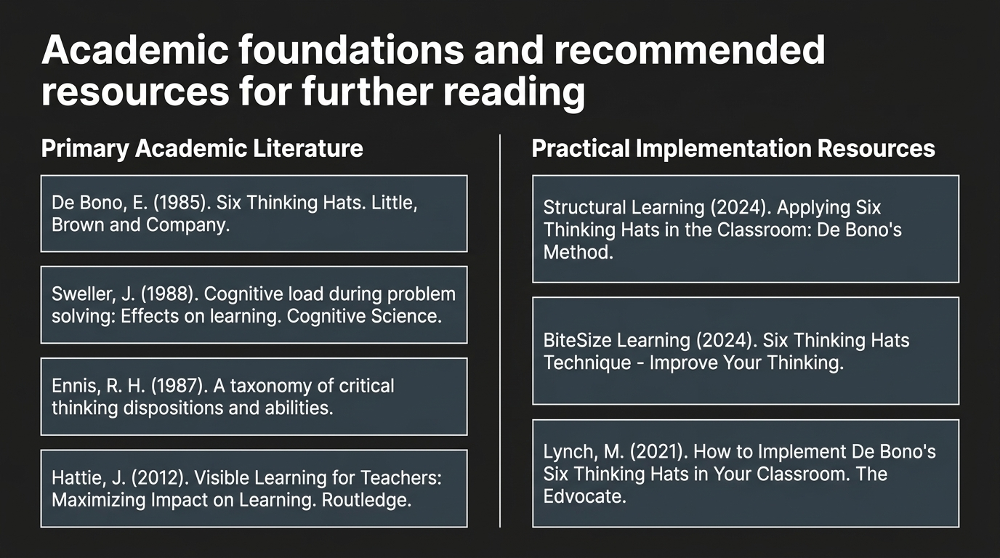 Academic foundations and recommended
resources for further reading
Primary Academic Literature
De Bono, E. (1985). Six Thinking Hats. Little,
Brown and Company.
Sweller, J. (1988). Cognitive load during problem
solving: Effects on learning. Cognitive Science.
Ennis, R. H. (1987). A taxonomy of critical
thinking dispositions and abilities.
Hattie, J. (2012). Visible Learning for Teachers:
Maximizing Impact on Learning. Routledge.
Practical Implementation Resources
Structural Learning (2024). Applying Six
Thinking Hats in the Classroom: De Bono's
Method.
BiteSize Learning (2024). Six Thinking Hats
Technique - Improve Your Thinking.
Lynch, M. (2021). How to Implement De Bono's
Six Thinking Hats in Your Classroom. The
Edvocate.